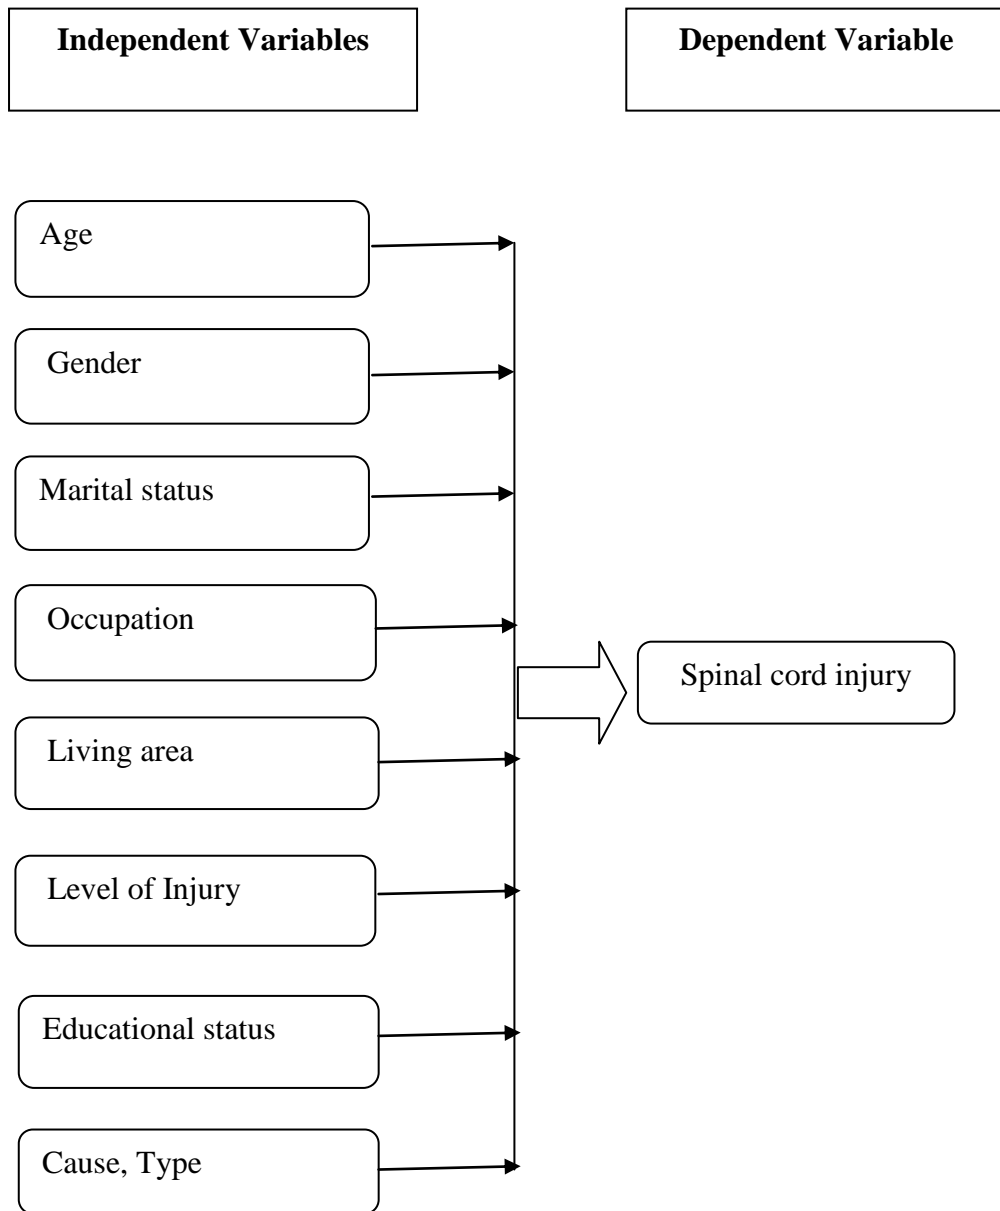 Independent Variables
Dependent Variable
Age
Gender
Marital status
Occupation
Living area
Spinal cord injury
Level of Injury
Educational status
Cause, Type